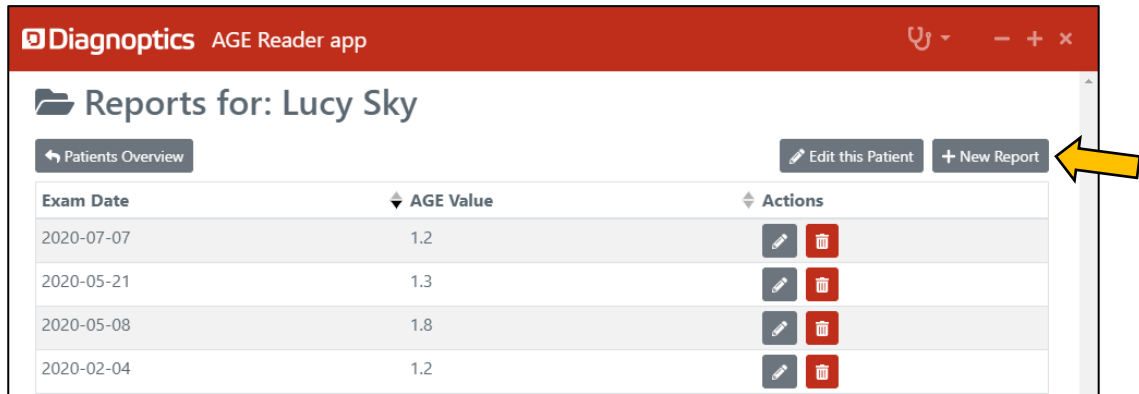 Diagnoptics AGE Reader app
Reports for: Lucy Sky
Patients Overview Edit this Patient + New Report
Exam Date AGE Value Actions
2020-07-07 1.2
2020-05-21 1.3
2020-05-08 1.8
2020-02-04 1.2